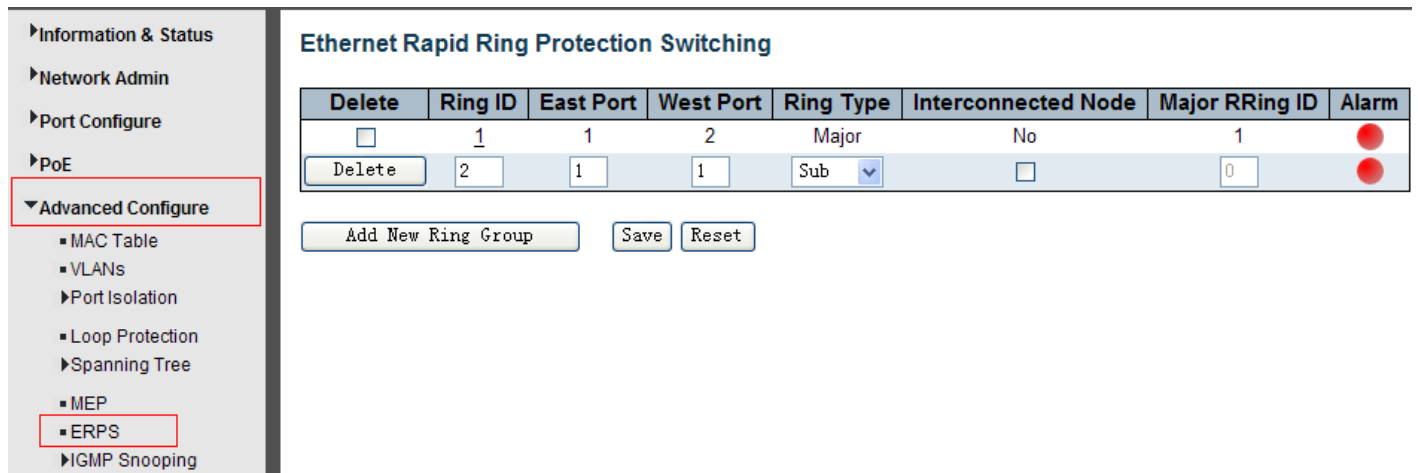 Information & Status
Network Admin
Port Configure
PoE
Advanced Configure
MAC Table
VLANs
Port Isolation
Loop Protection
Spanning Tree
MEP
ERPS
IGMP Snooping
Ethernet Rapid Ring Protection Switching
Delete Ring ID East Port West Port Ring Type Interconnected Node Major RRing ID Alarm
1 1 2 Major No 1
Delete 2 1 1 Sub 0
Add New Ring Group Save Reset